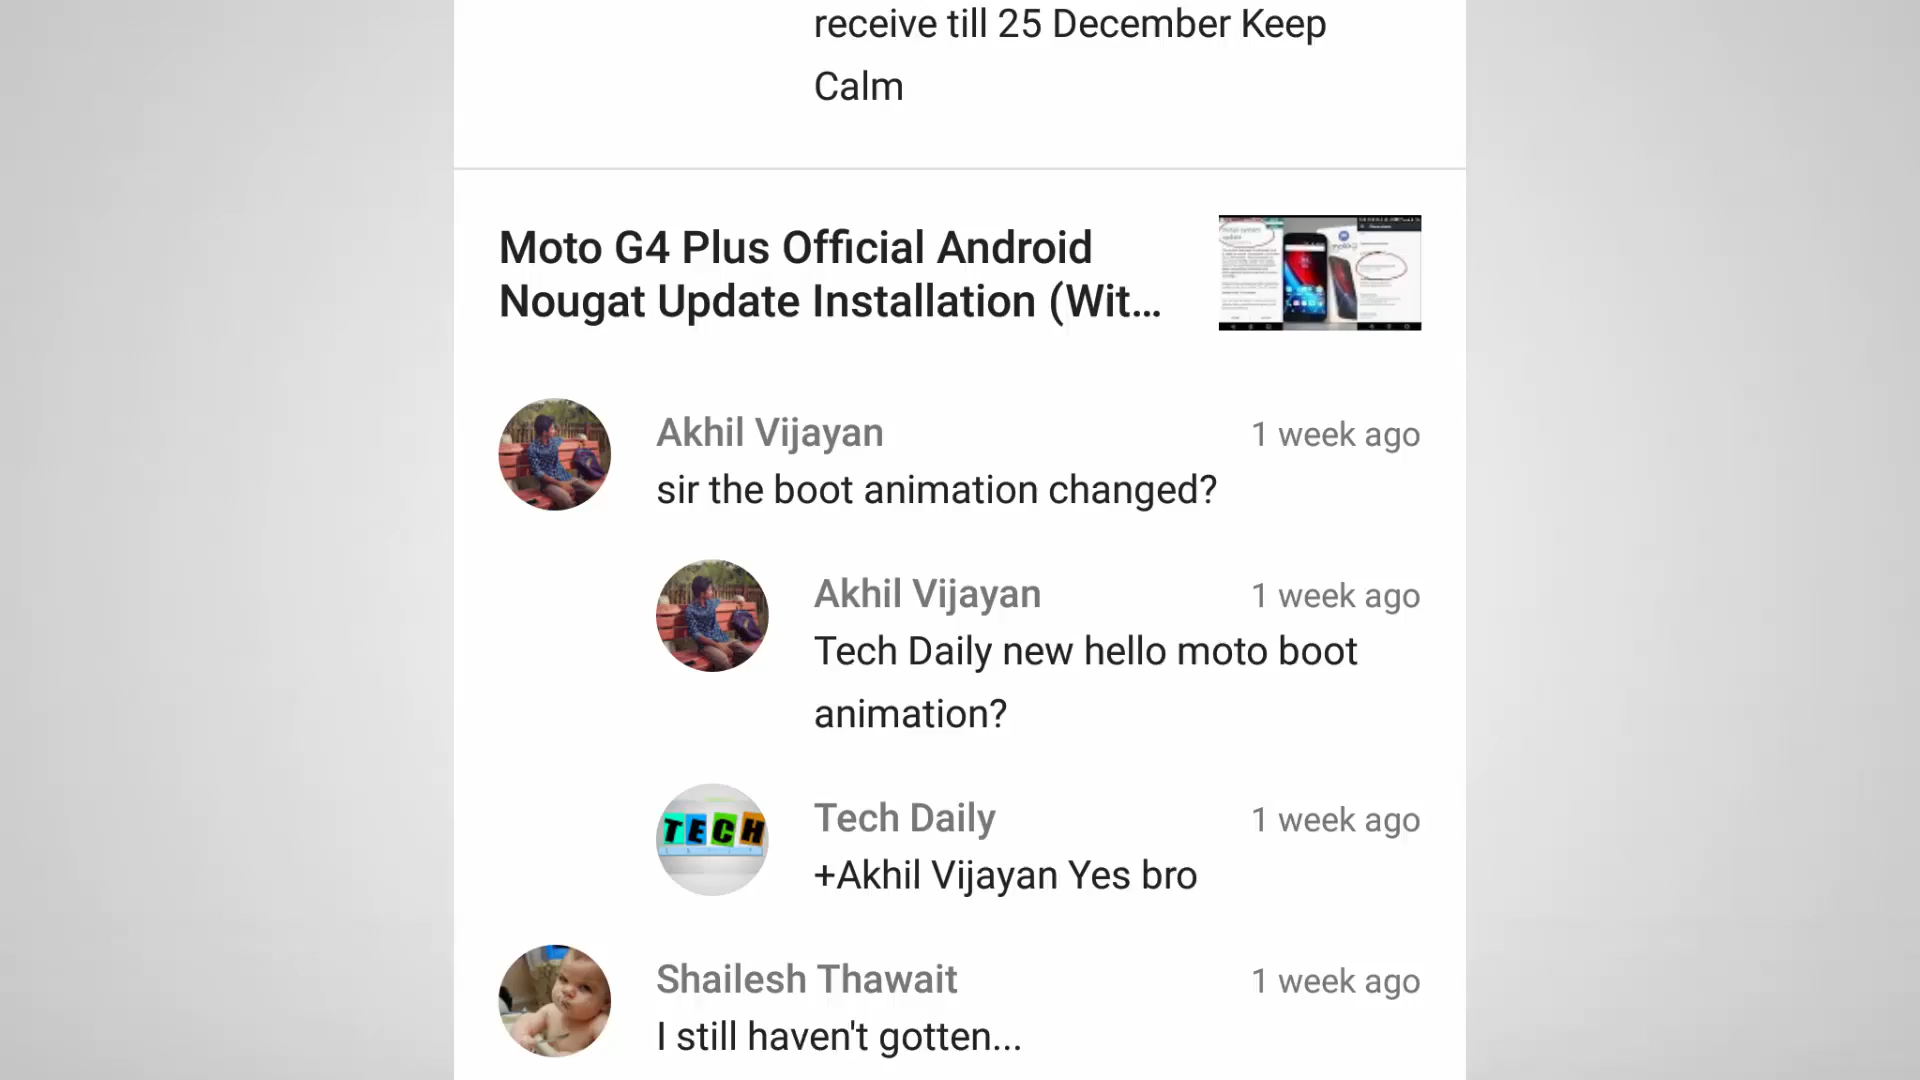 receive till 25 December Keep
Calm
Moto G4 Plus Official Android
Nougat Update Installation (Wit...
Akhil Vijayan
1 week ago
sir the boot animation changed?
Akhil Vijayan
1 week ago
Tech Daily new hello moto boot
animation?
TECH
Tech Daily
1 week ago
+Akhil Vijayan Yes bro
Shailesh Thawait
1 week ago
I still haven't gotten...